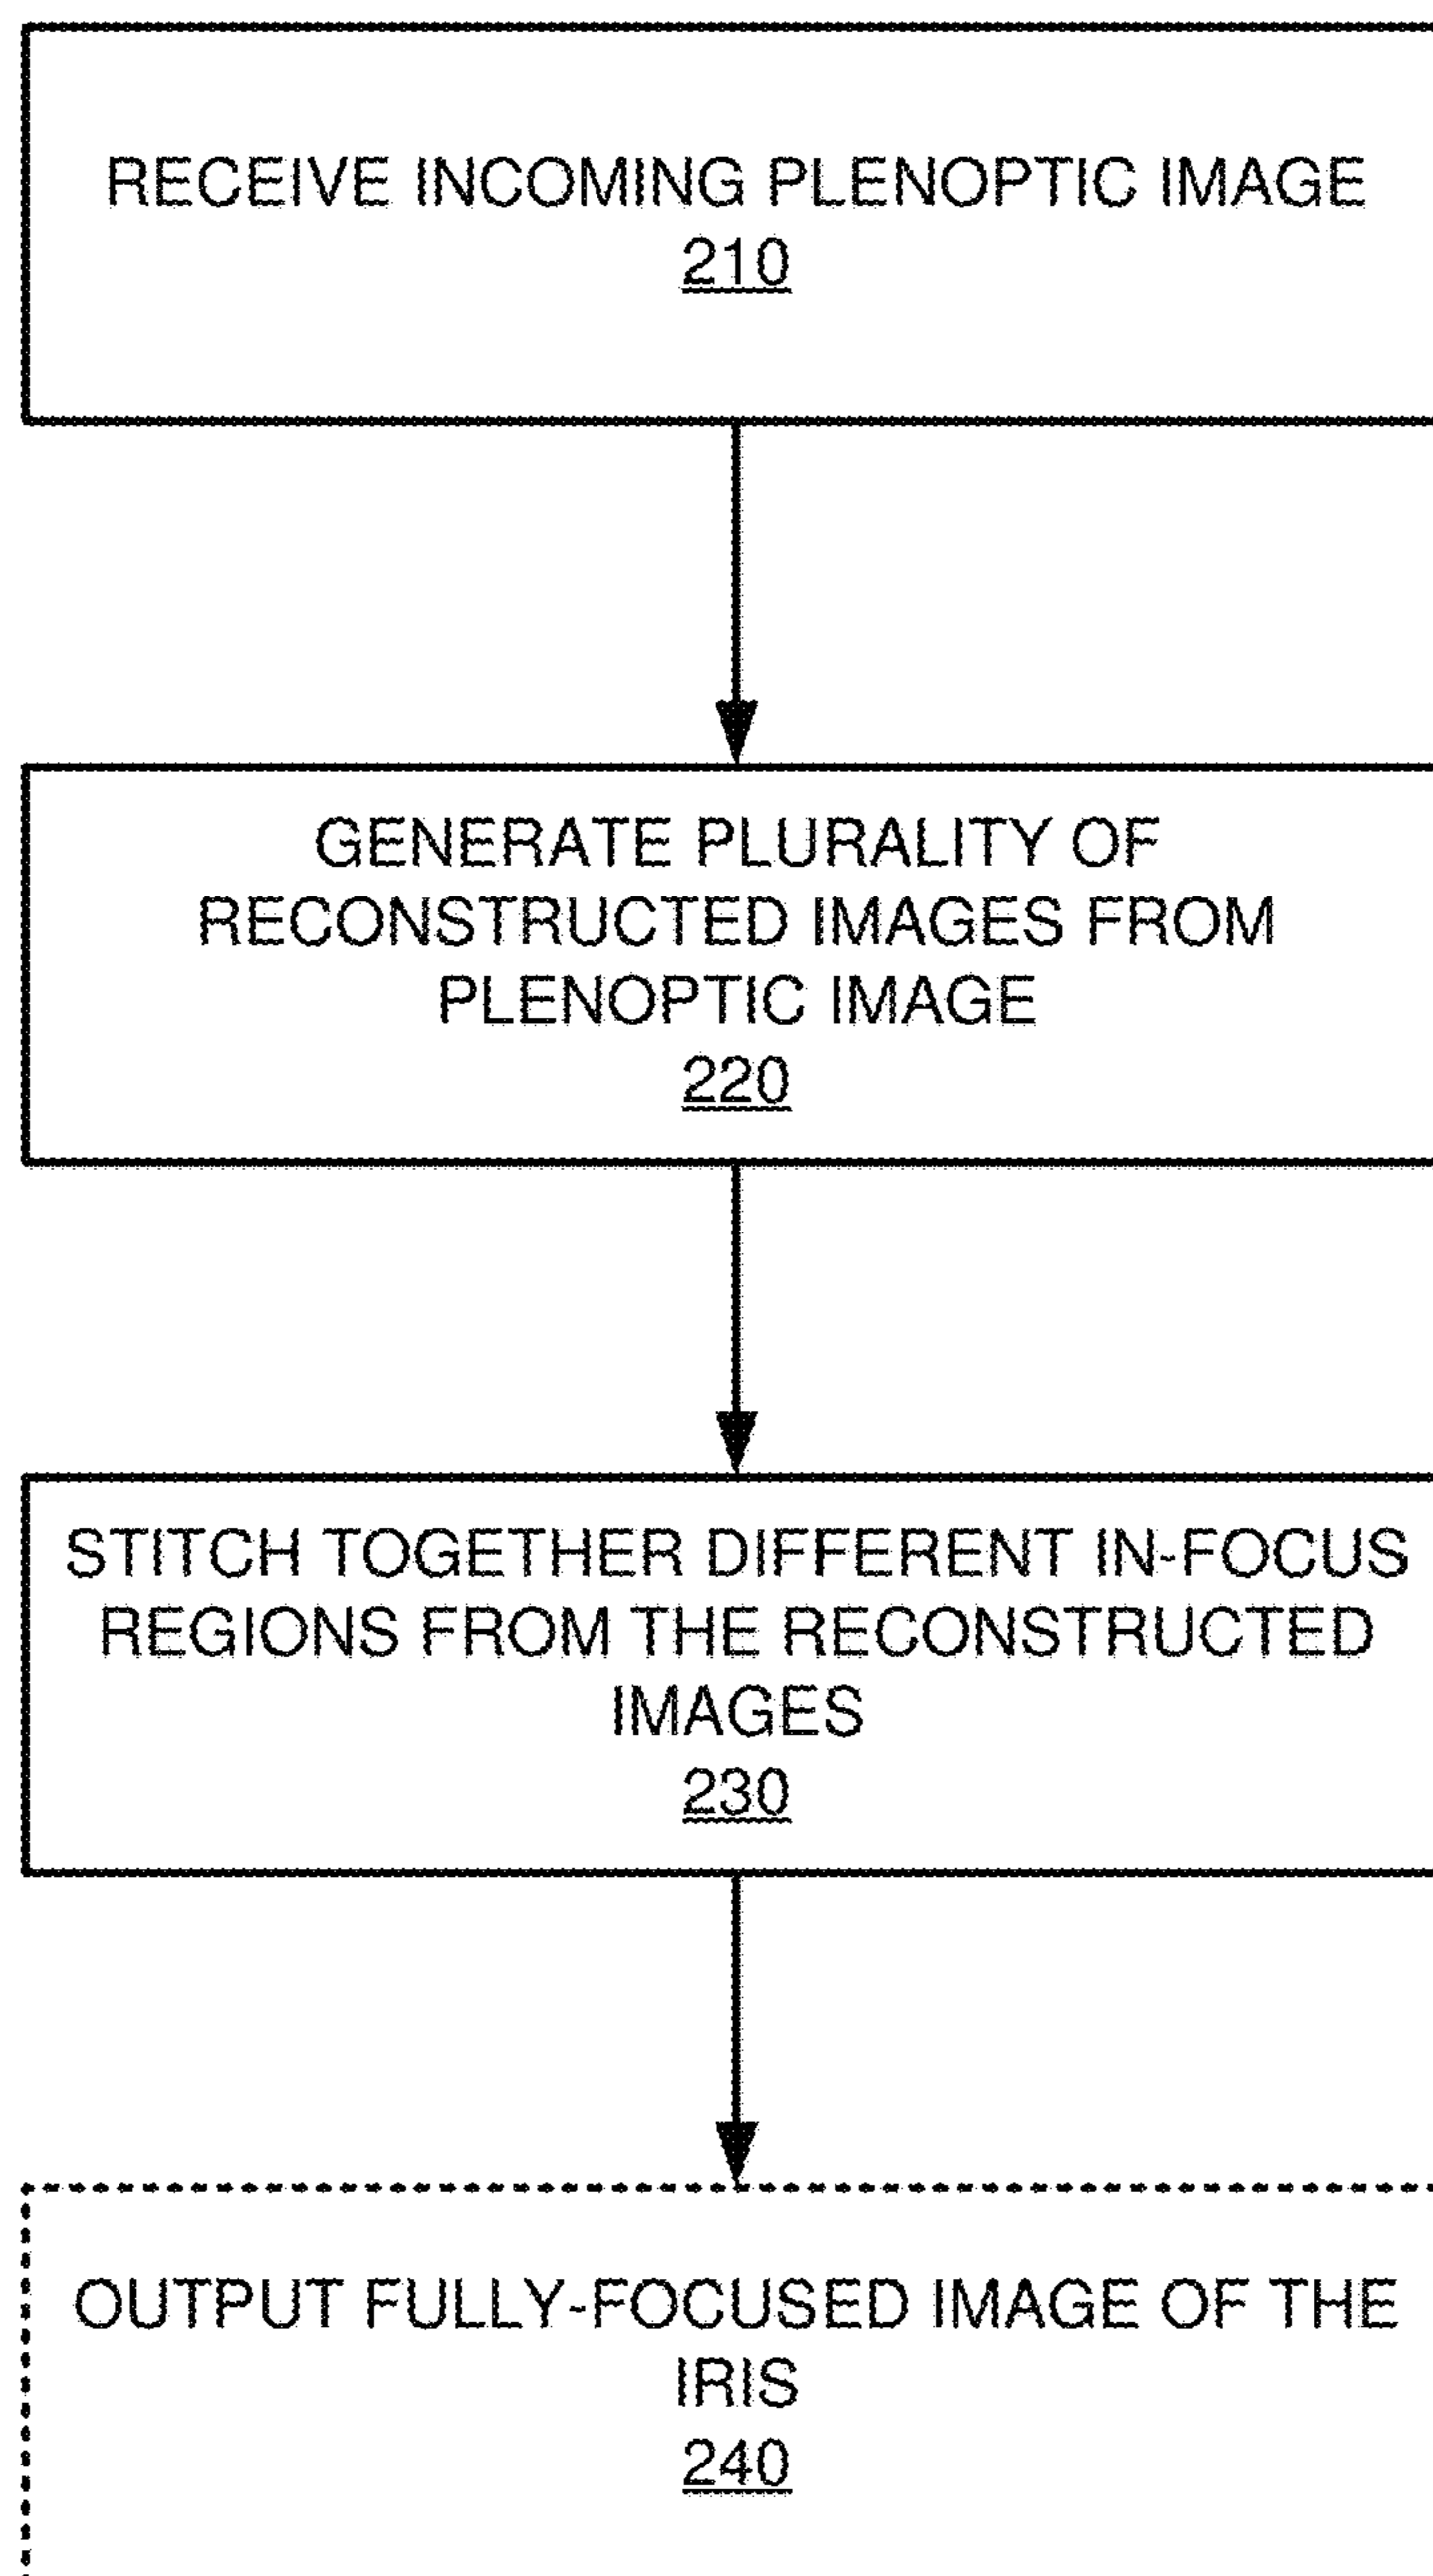 RECEIVE INCOMING PLENOPTIC IMAGE
210
GENERATE PLURALITY OF
RECONSTRUCTED IMAGES FROM
PLENOPTIC IMAGE
220
STITCH TOGETHER DIFFERENT IN-FOCUS
REGIONS FROM THE RECONSTRUCTED
IMAGES
230
OUTPUT FULLY-FOCUSED IMAGE OF THE
IRIS
240